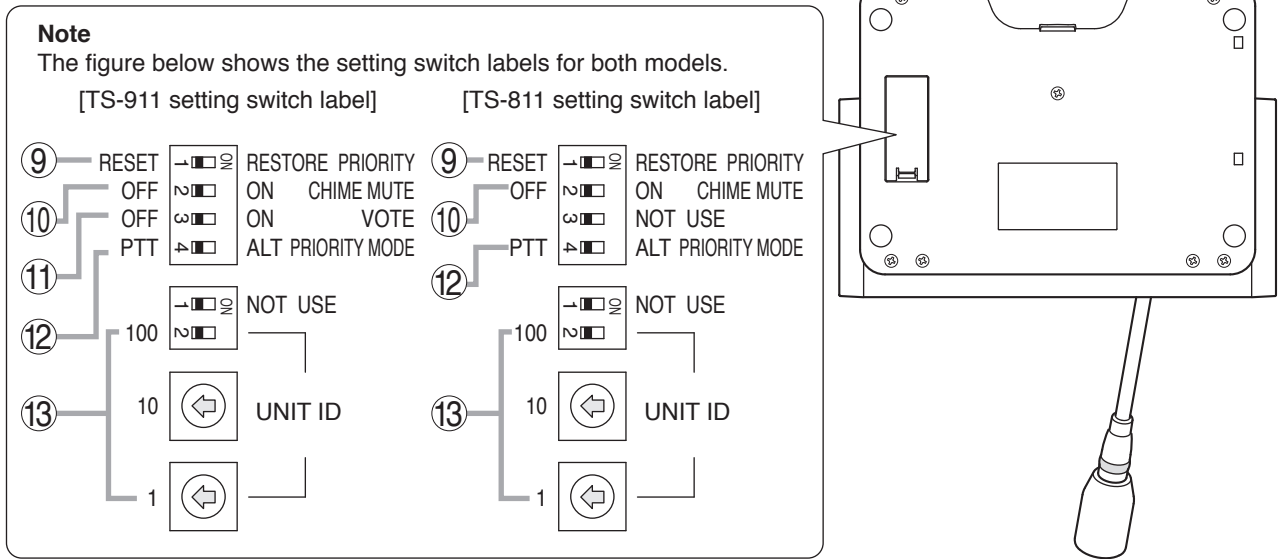 Note
The figure below shows the setting switch labels for both models.
[TS-911 setting switch label]
⑨ RESET 1 ON RESTORE PRIORITY
⑩ OFF 2 ON CHIME MUTE
⑪ OFF 3 ON VOTE
⑫ PTT 4 ALT PRIORITY MODE
1 ON NOT USE
100 2
⑬ 10 UNIT ID
1
[TS-811 setting switch label]
⑨ RESET 1 ON RESTORE PRIORITY
⑩ OFF 2 ON CHIME MUTE
3 NOT USE
⑫ PTT 4 ALT PRIORITY MODE
1 ON NOT USE
100 2
⑬ 10 UNIT ID
1